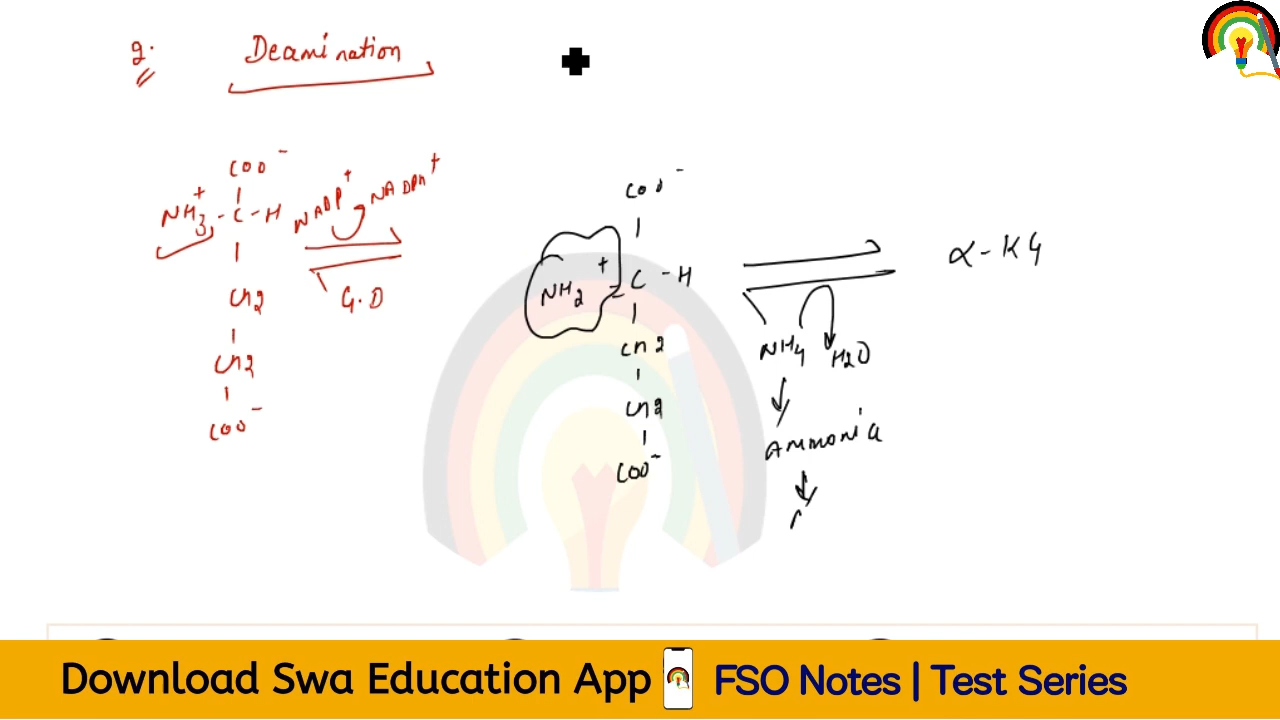 2. Deamination
COO⁻
NH3⁺ - C - H
CH2
CH2
COO⁻
NADP⁺ NADPH⁺
G.D
COO⁻
NH2⁺ = C - H
CH2
CH2
COO⁻
NH4 H2O
Ammonia
α - KG
Download Swa Education App FSO Notes | Test Series